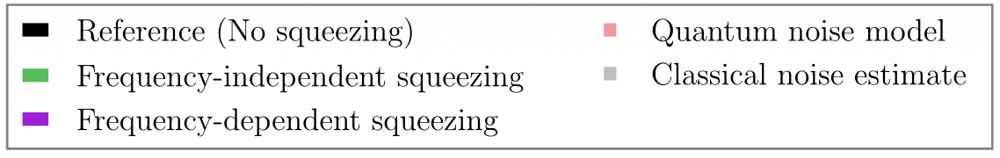 Reference (No squeezing)
Frequency-independent squeezing
Frequency-dependent squeezing
Quantum noise model
Classical noise estimate